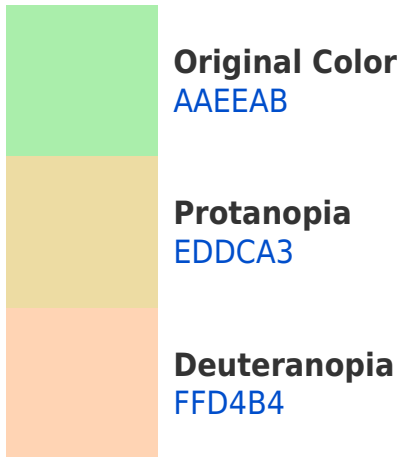 Original Color
AAEEAB
Protanopia
EDDCA3
Deuteranopia
FFD4B4